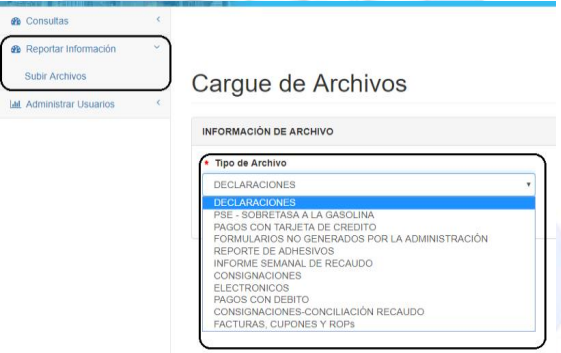 Consultas
Reportar Información
Subir Archivos
Administrar Usuarios
Cargue de Archivos
INFORMACIÓN DE ARCHIVO
* Tipo de Archivo
DECLARACIONES
DECLARACIONES
PSE - SOBRETASA A LA GASOLINA
PAGOS CON TARJETA DE CREDITO
FORMULARIOS NO GENERADOS POR LA ADMINISTRACIÓN
REPORTE DE ADHESIVOS
INFORME SEMANAL DE RECAUDO
CONSIGNACIONES
ELECTRONICOS
PAGOS CON DEBITO
CONSIGNACIONES-CONCILIACIÓN RECAUDO
FACTURAS, CUPONES Y ROPs